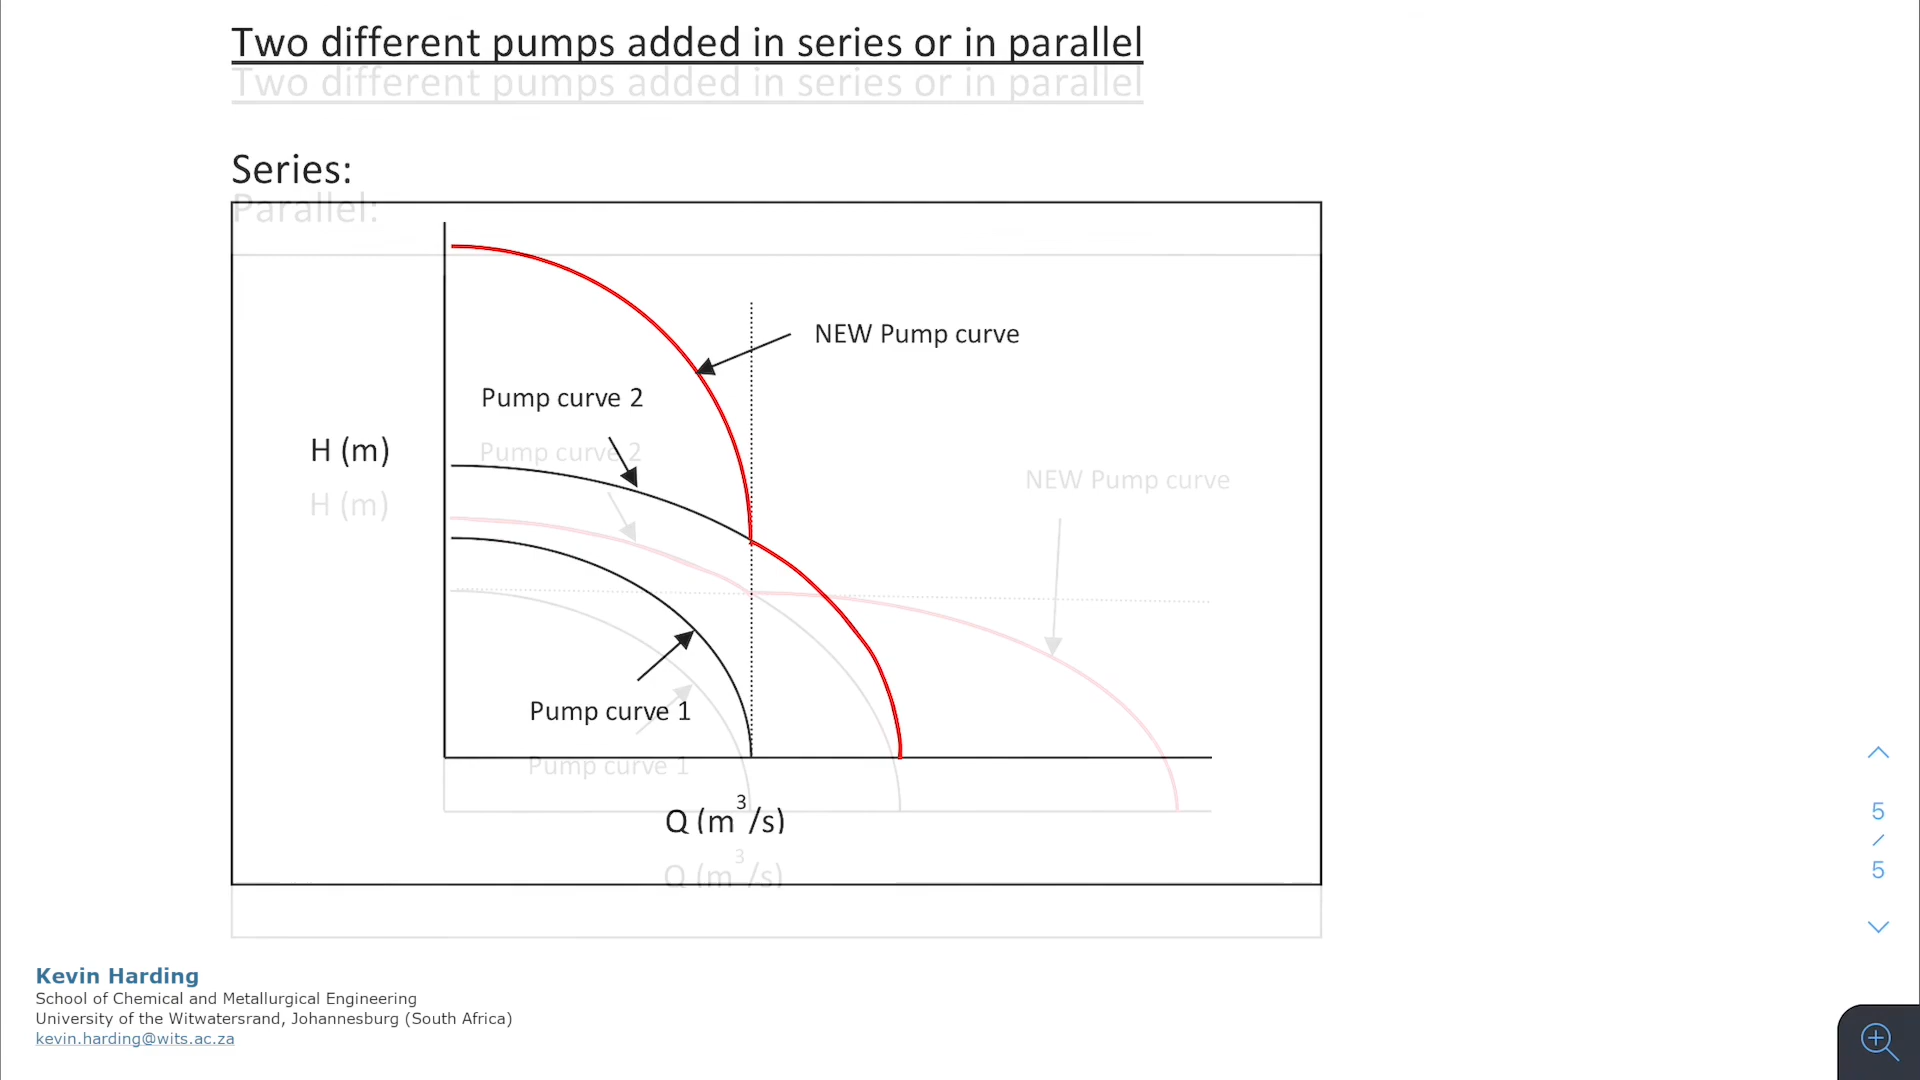 Two different pumps added in series or in parallel
Two different pumps added in series or in parallel
Series:
Parallel:
NEW Pump curve
Pump curve 2
Pump curve 2
H (m)
NEW Pump curve
H (m)
Pump curve 1
Pump curve 1
Q (m³/s)
Q (m³/s)
5
/
5
Kevin Harding
School of Chemical and Metallurgical Engineering
University of the Witwatersrand, Johannesburg (South Africa)
kevin.harding@wits.ac.za